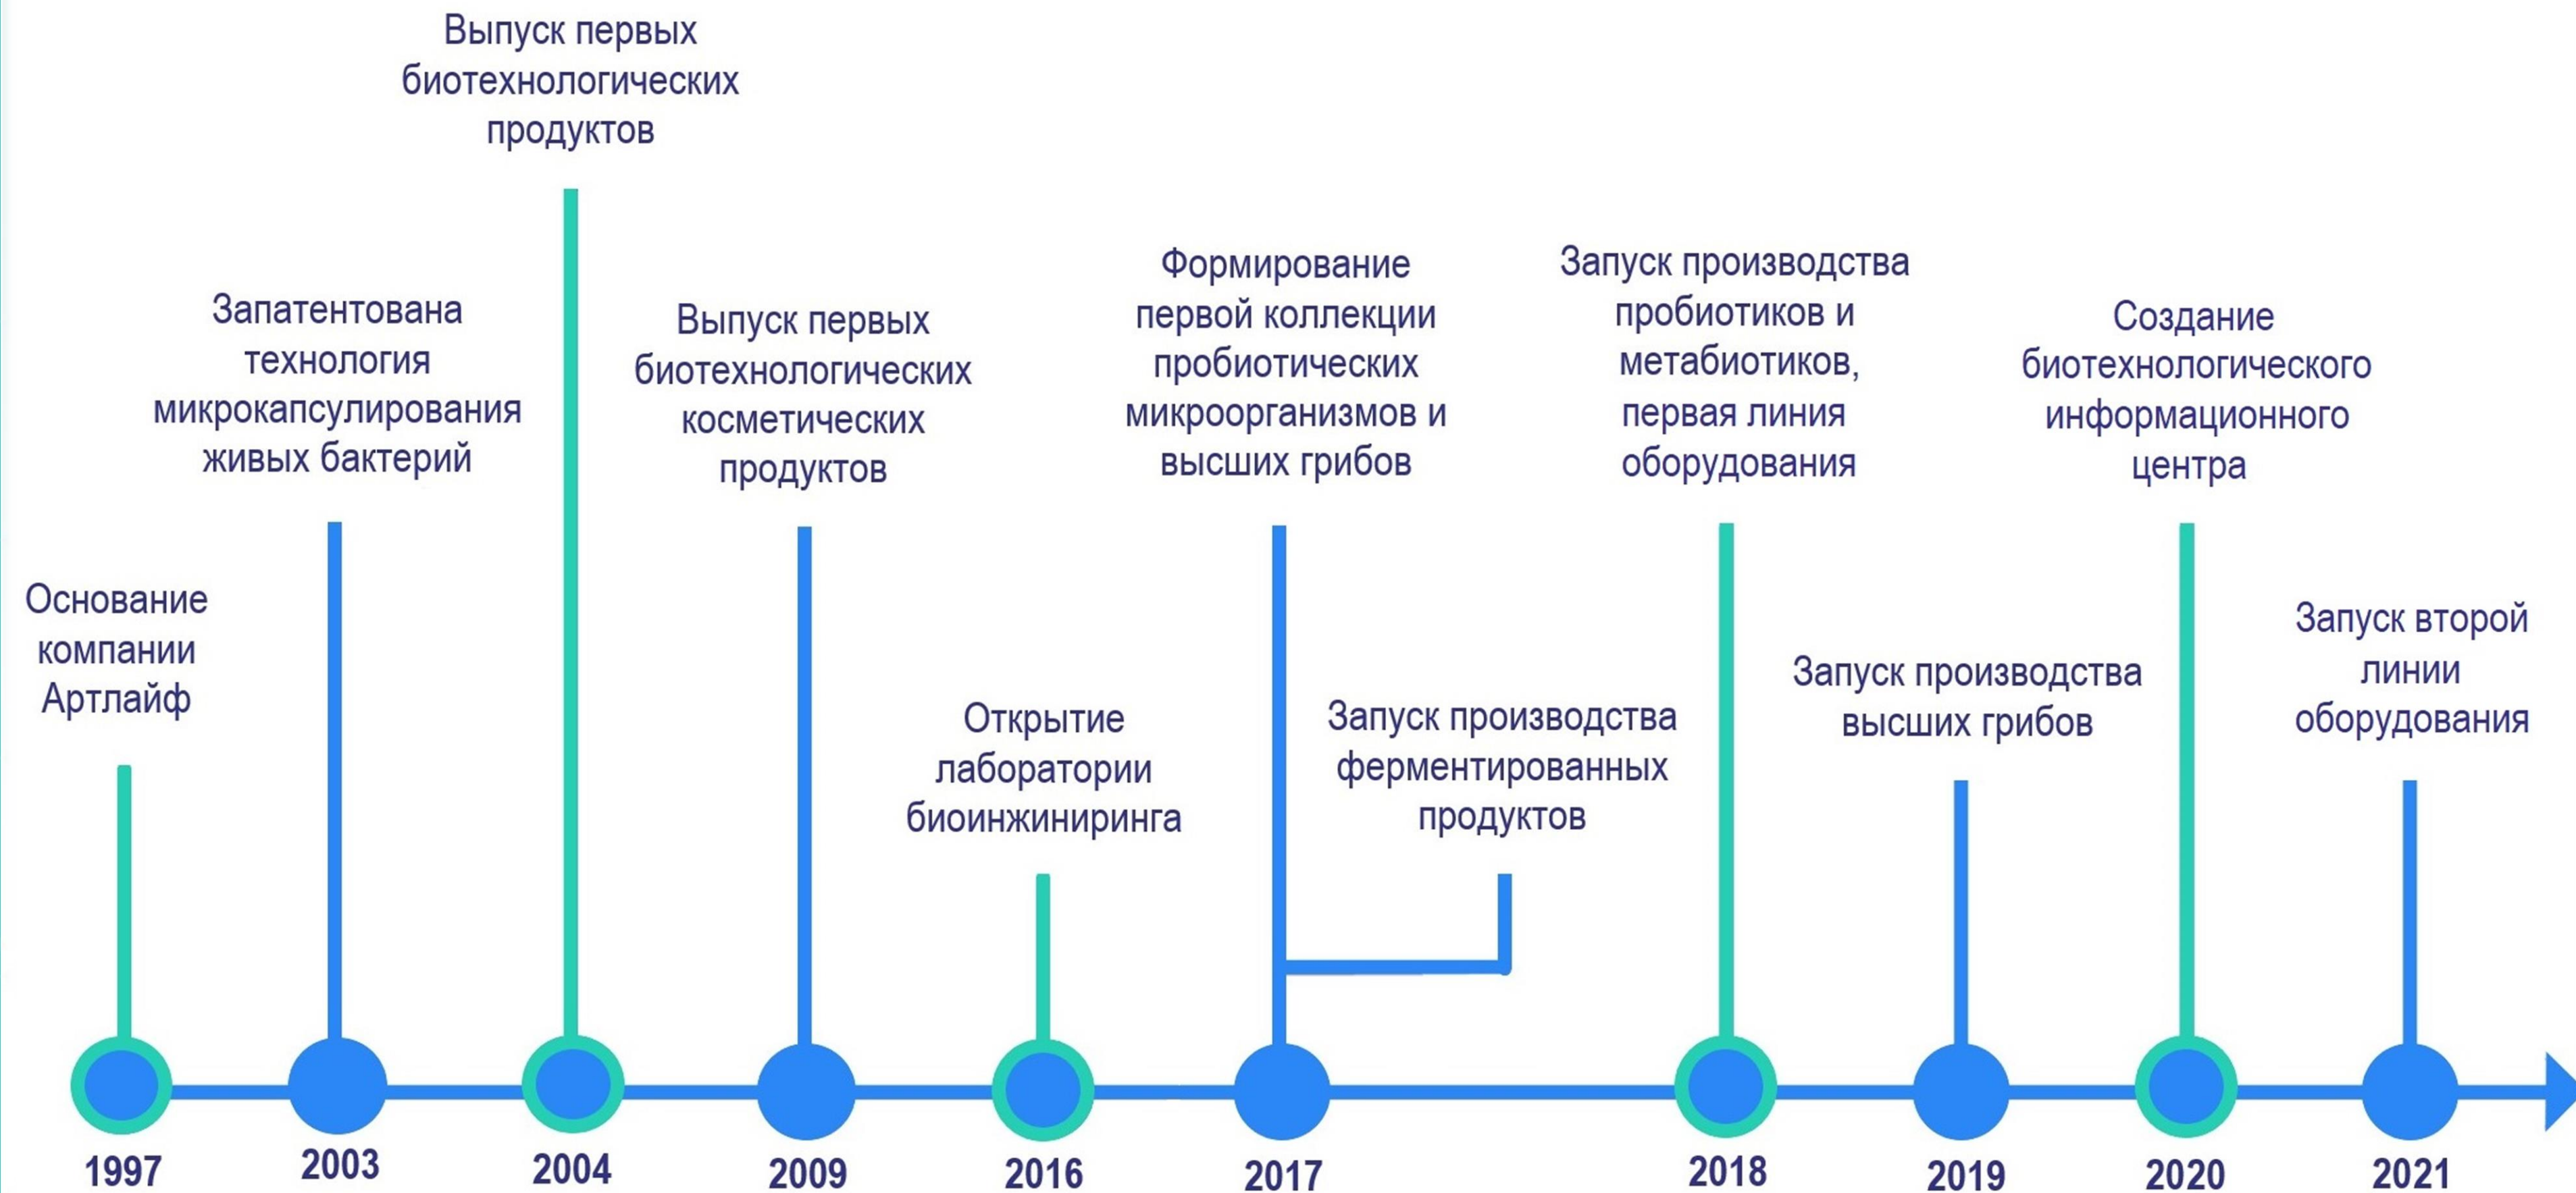 Основание
компании
Артлайф
1997
Запатентована
технология
микрокапсулирования
живых бактерий
2003
Выпуск первых
биотехнологических
продуктов
2004
Выпуск первых
биотехнологических
косметических
продуктов
2009
Открытие
лаборатории
биоинжиниринга
2016
Формирование
первой коллекции
пробиотических
микроорганизмов и
высших грибов
Запуск производства
ферментированных
продуктов
2017
Запуск производства
пробиотиков и
метабиотиков,
первая линия
оборудования
2018
Запуск производства
высших грибов
2019
Создание
биотехнологического
информационного
центра
2020
Запуск второй
линии
оборудования
2021